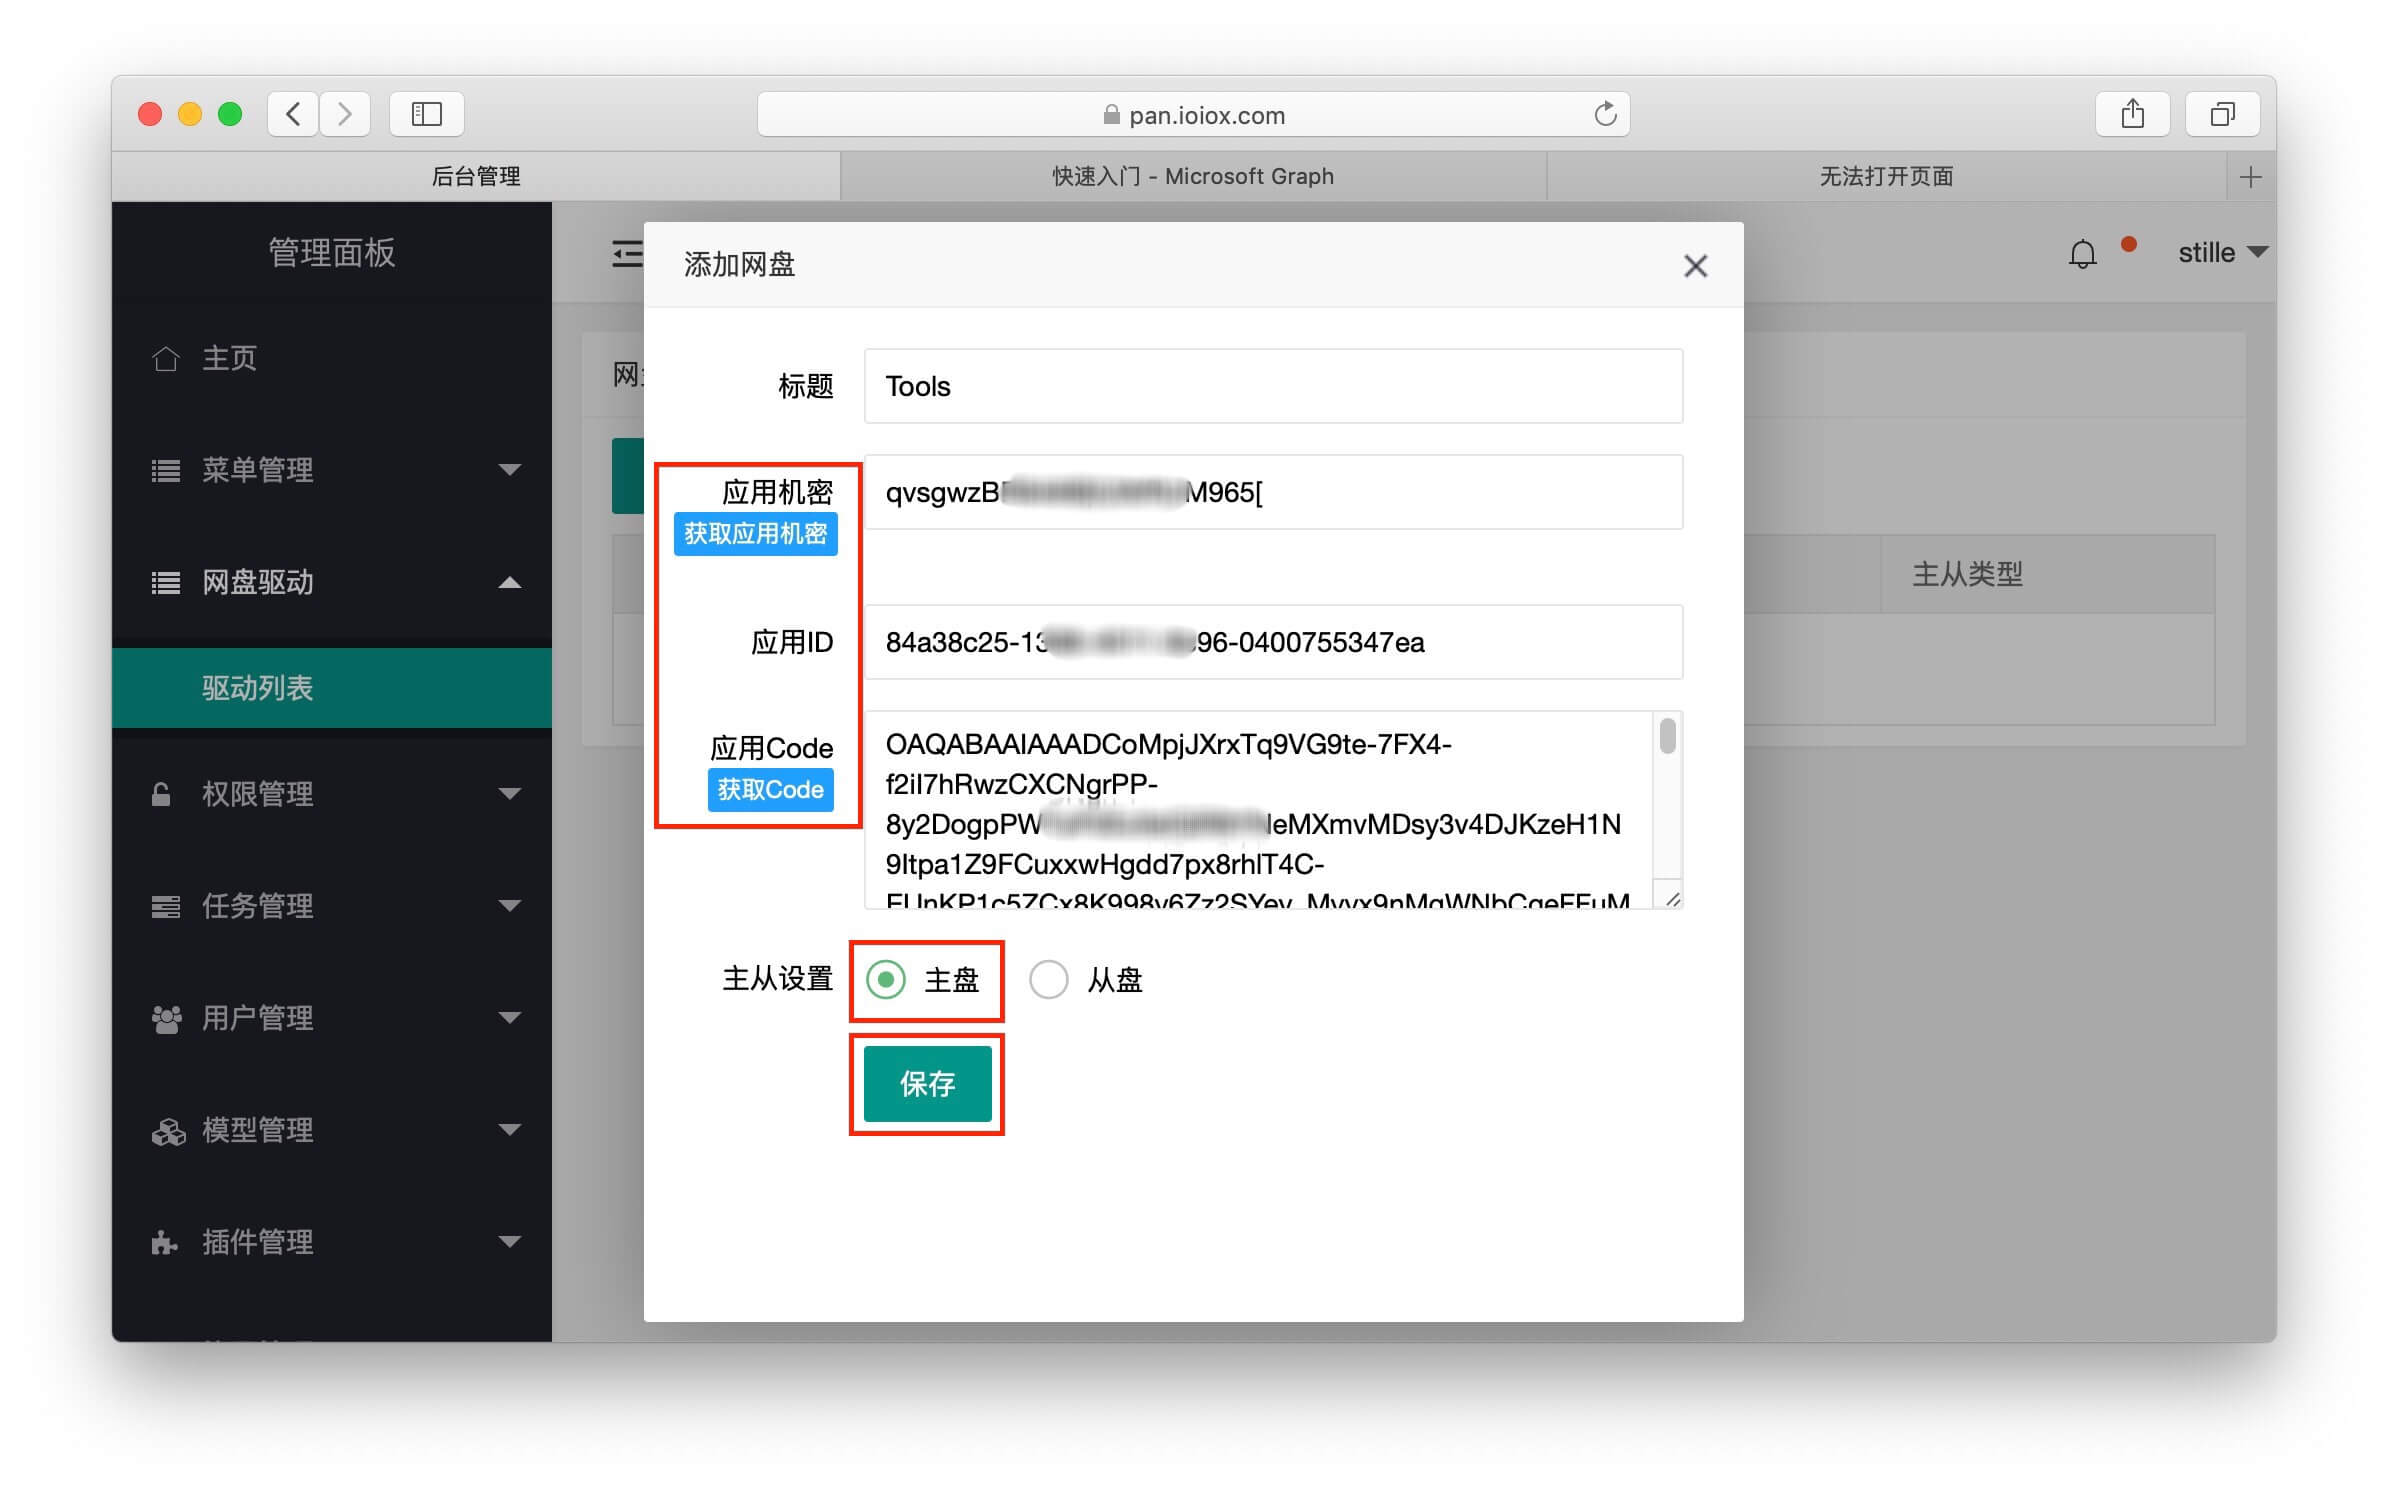 pan.ioiox.com
后台管理
快速入门 - Microsoft Graph
无法打开页面
管理面板
stille
主页
菜单管理
网盘驱动
驱动列表
权限管理
任务管理
用户管理
模型管理
插件管理
网
主从类型
添加网盘
标题
Tools
应用机密
获取应用机密
qvsgwzB M965[
应用ID
84a38c25-13 96-0400755347ea
应用Code
获取Code
OAQABAAIAAADCoMpjJXrxTq9VG9te-7FX4-
f2iI7hRwzCXCNgrPP-
8y2DogpPW eMXmvMDsy3v4DJKzeH1N
9Itpa1Z9FCuxxwHgdd7px8rhlT4C-
主从设置
主盘
从盘
保存